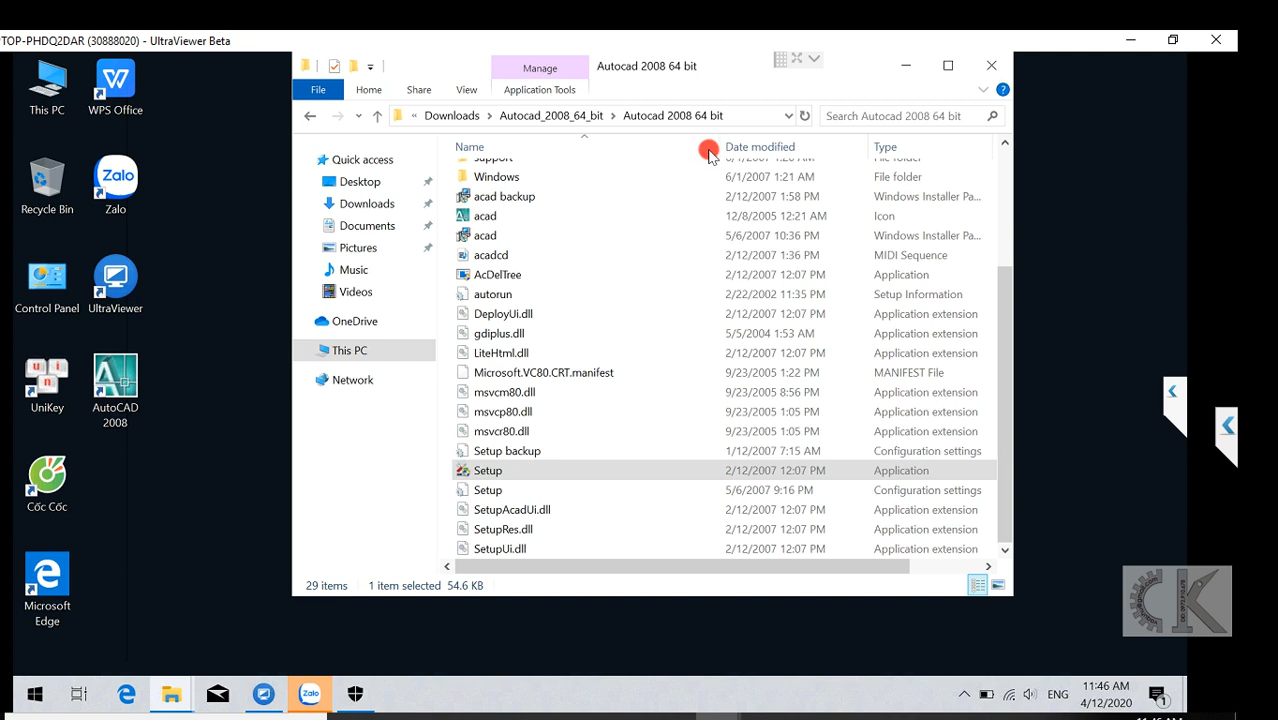 TOP-PHDQ2DAR (30888020) - UltraViewer Beta
Manage
Autocad 2008 64 bit
File
Home
Share
View
Application Tools
« Downloads > Autocad_2008_64_bit > Autocad 2008 64 bit
Search Autocad 2008 64 bit
Name
Date modified
Type
Quick access
Desktop
Downloads
Documents
Pictures
Music
Videos
OneDrive
This PC
Network
support 6/1/2007 1:20 AM File folder
Windows 6/1/2007 1:21 AM File folder
acad backup 2/12/2007 1:58 PM Windows Installer Pa...
acad 12/8/2005 12:21 AM Icon
acad 5/6/2007 10:36 PM Windows Installer Pa...
acadcd 2/12/2007 1:36 PM MIDI Sequence
AcDelTree 2/12/2007 12:07 PM Application
autorun 2/22/2002 11:35 PM Setup Information
DeployUi.dll 2/12/2007 12:07 PM Application extension
gdiplus.dll 5/5/2004 1:53 AM Application extension
LiteHtml.dll 2/12/2007 12:07 PM Application extension
Microsoft.VC80.CRT.manifest 9/23/2005 1:22 PM MANIFEST File
msvcm80.dll 9/23/2005 8:56 PM Application extension
msvcp80.dll 9/23/2005 1:05 PM Application extension
msvcr80.dll 9/23/2005 1:05 PM Application extension
Setup backup 1/12/2007 7:15 AM Configuration settings
Setup 2/12/2007 12:07 PM Application
Setup 5/6/2007 9:16 PM Configuration settings
SetupAcadUi.dll 2/12/2007 12:07 PM Application extension
SetupRes.dll 2/12/2007 12:07 PM Application extension
SetupUi.dll 2/12/2007 12:07 PM Application extension
29 items 1 item selected 54.6 KB
This PC
WPS Office
Recycle Bin
Zalo
Zalo
Control Panel
UltraViewer
UniKey
AutoCAD
2008
Cốc Cốc
Microsoft
Edge
CK
Zalo
ENG
11:46 AM
4/12/2020
1